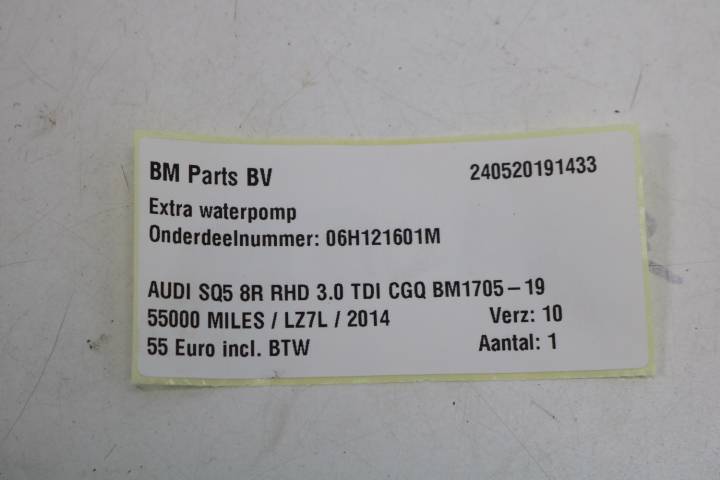 BM Parts BV 240520191433
Extra waterpomp
Onderdeelnummer: 06H121601M
AUDI SQ5 8R RHD 3.0 TDI CGQ BM1705-19
55000 MILES / LZ7L / 2014 Verz: 10
55 Euro incl. BTW Aantal: 1